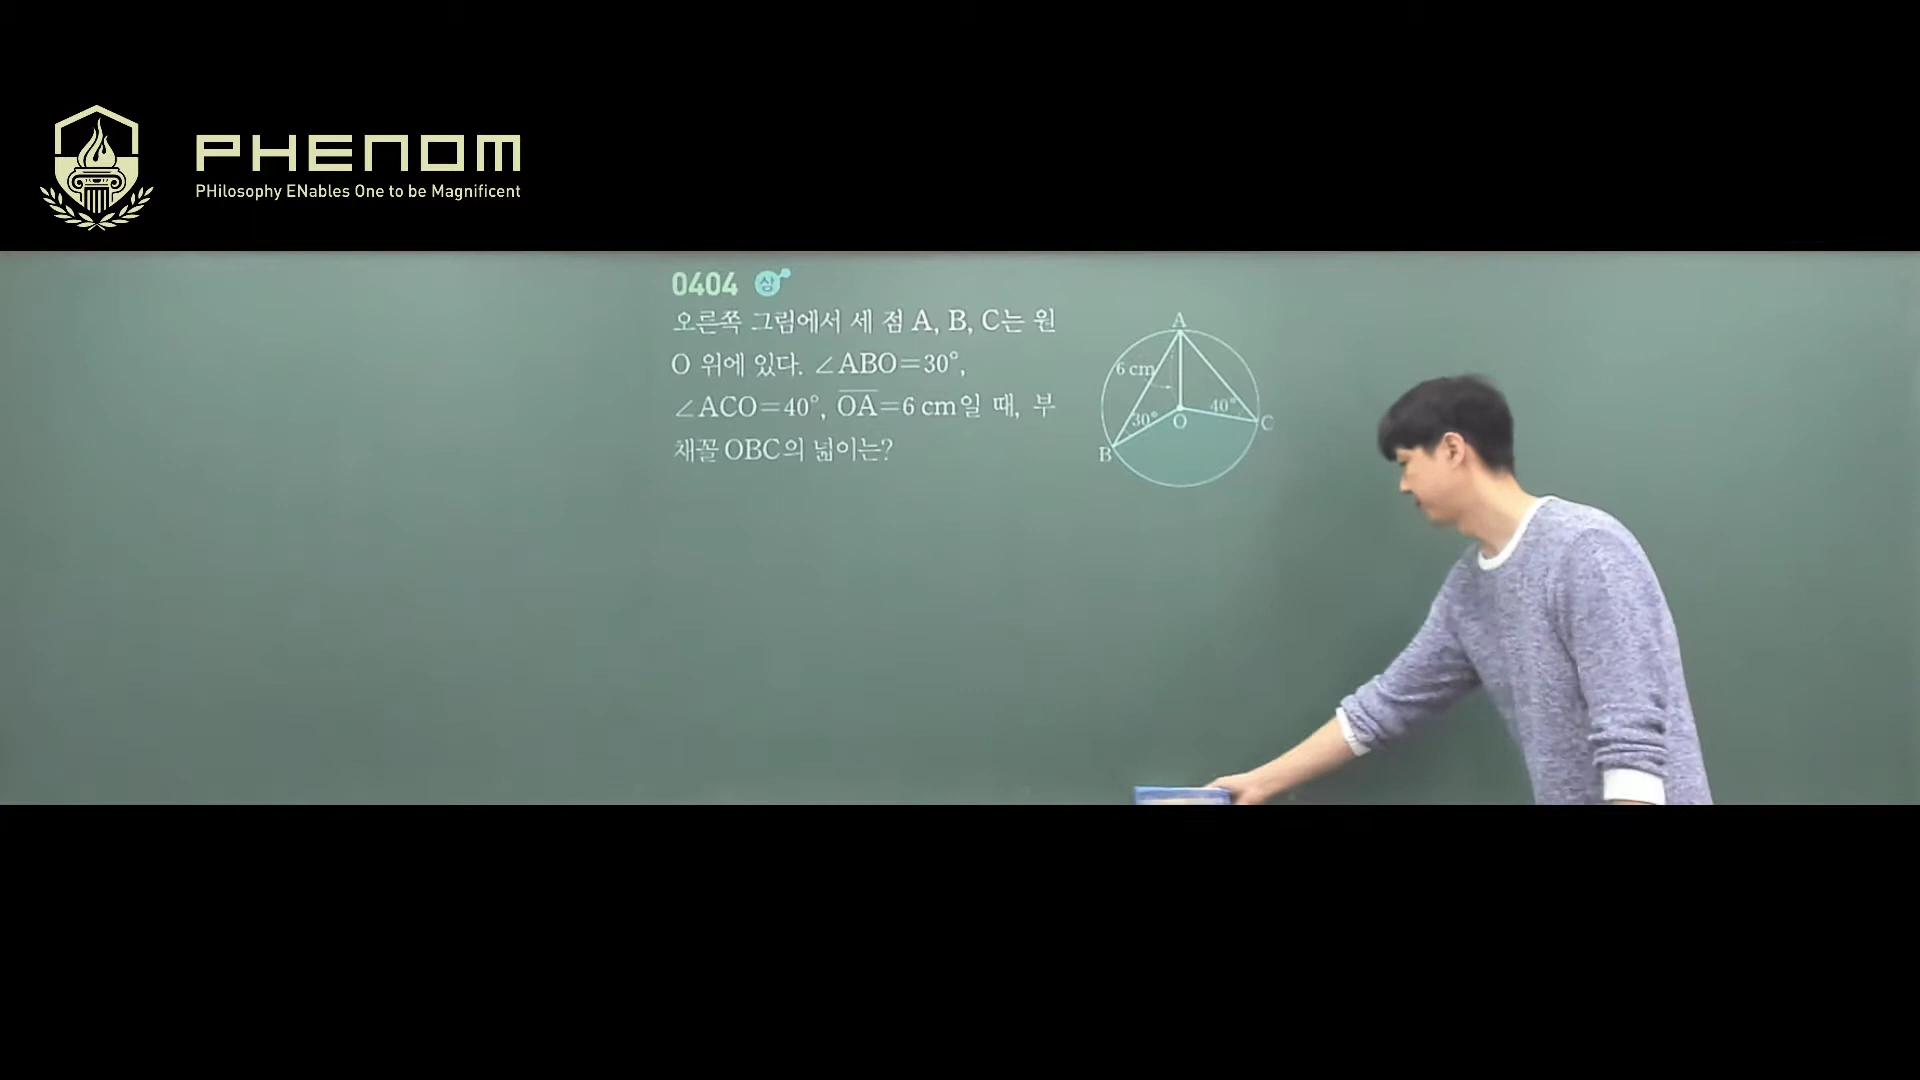 PHENOM
PHilosophy ENables One to be Magnificent
0404 상
오른쪽 그림에서 세 점 A, B, C는 원
O 위에 있다. ∠ABO=30°,
∠ACO=40°, O͞A͞=6 cm일 때, 부
채꼴 OBC의 넓이는?
A
6 cm
30°
O
40°
C
B